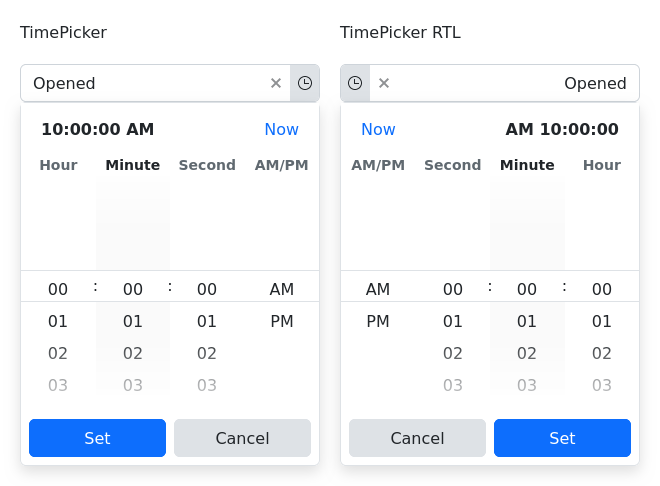 TimePicker
Opened ×
10:00:00 AM Now
Hour Minute Second AM/PM
00 : 00 : 00 AM
01 01 01 PM
02 02 02
03 03 03
Set Cancel
TimePicker RTL
× Opened
Now AM 10:00:00
AM/PM Second Minute Hour
AM 00 : 00 : 00
PM 01 01 01
02 02 02
03 03 03
Cancel Set